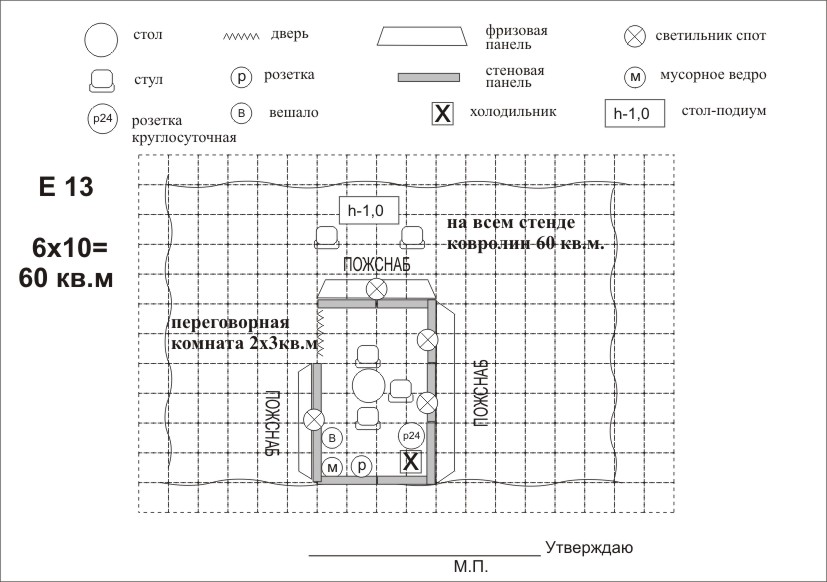 стол
дверь
фризовая
панель
светильник спот
стул
р
розетка
стеновая
панель
м
мусорное ведро
р24
розетка
круглосуточная
в
вешало
X
холодильник
h-1,0
стол-подиум
Е 13
6х10=
60 кв.м
h-1,0
на всем стенде
ковролин 60 кв.м.
ПОЖСНАБ
переговорная
комната 2х3кв.м
ПОЖСНАБ
ПОЖСНАБ
в
р24
м
р
X
Утверждаю
М.П.